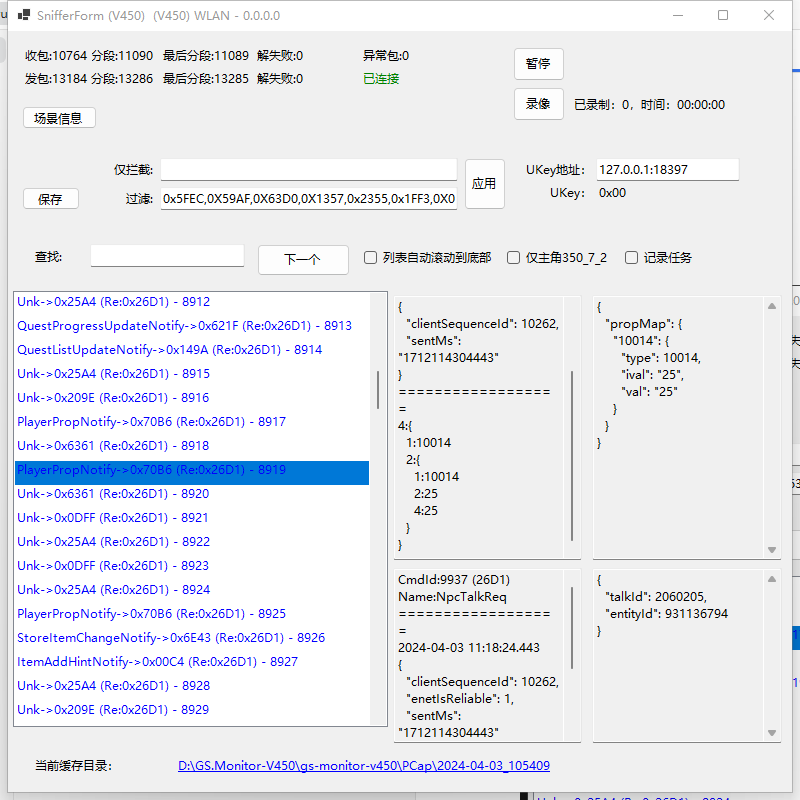 SnifferForm (V450)   (V450) WLAN - 0.0.0.0
收包:10764 分段:11090   最后分段:11089   解失败:0
异常包:0
发包:13184 分段:13286   最后分段:13285   解失败:0
已连接
暂停
录像
已录制：0，时间：00:00:00
场景信息
仅拦截:
应用
UKey地址：
127.0.0.1:18397
保存
过滤:
0x5FEC,0X59AF,0X63D0,0X1357,0x2355,0x1FF3,0X0
UKey:
0x00
查找:
下一个
列表自动滚动到底部
仅主角350_7_2
记录任务
Unk->0x25A4 (Re:0x26D1) - 8912
QuestProgressUpdateNotify->0x621F (Re:0x26D1) - 8913
QuestListUpdateNotify->0x149A (Re:0x26D1) - 8914
Unk->0x25A4 (Re:0x26D1) - 8915
Unk->0x209E (Re:0x26D1) - 8916
PlayerPropNotify->0x70B6 (Re:0x26D1) - 8917
Unk->0x6361 (Re:0x26D1) - 8918
PlayerPropNotify->0x70B6 (Re:0x26D1) - 8919
Unk->0x6361 (Re:0x26D1) - 8920
Unk->0x0DFF (Re:0x26D1) - 8921
Unk->0x25A4 (Re:0x26D1) - 8922
Unk->0x0DFF (Re:0x26D1) - 8923
Unk->0x25A4 (Re:0x26D1) - 8924
PlayerPropNotify->0x70B6 (Re:0x26D1) - 8925
StoreItemChangeNotify->0x6E43 (Re:0x26D1) - 8926
ItemAddHintNotify->0x00C4 (Re:0x26D1) - 8927
Unk->0x25A4 (Re:0x26D1) - 8928
Unk->0x209E (Re:0x26D1) - 8929
{
"clientSequenceId": 10262,
"sentMs":
"1712114304443"
}
=================
=
4:{
1:10014
2:{
1:10014
2:25
4:25
}
}
{
"propMap": {
"10014": {
"type": 10014,
"ival": "25",
"val": "25"
}
}
}
CmdId:9937 (26D1)
Name:NpcTalkReq
=================
=
2024-04-03 11:18:24.443
{
"clientSequenceId": 10262,
"enetIsReliable": 1,
"sentMs":
"1712114304443"
{
"talkId": 2060205,
"entityId": 931136794
}
当前缓存目录:
D:\GS.Monitor-V450\gs-monitor-v450\PCap\2024-04-03_105409